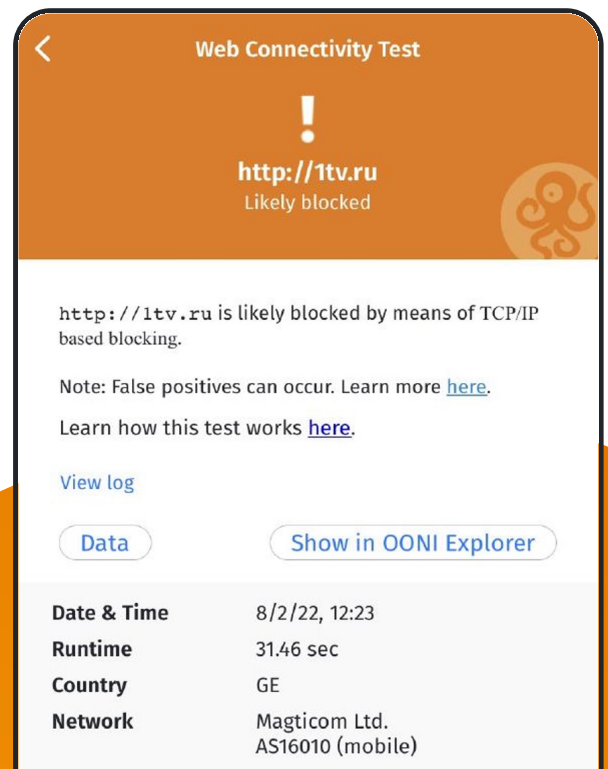 Web Connectivity Test
!
http://1tv.ru
Likely blocked
http://1tv.ru is likely blocked by means of TCP/IP
based blocking.
Note: False positives can occur. Learn more here.
Learn how this test works here.
View log
Data
Show in OONI Explorer
Date & Time 8/2/22, 12:23
Runtime 31.46 sec
Country GE
Network Magticom Ltd.
AS16010 (mobile)